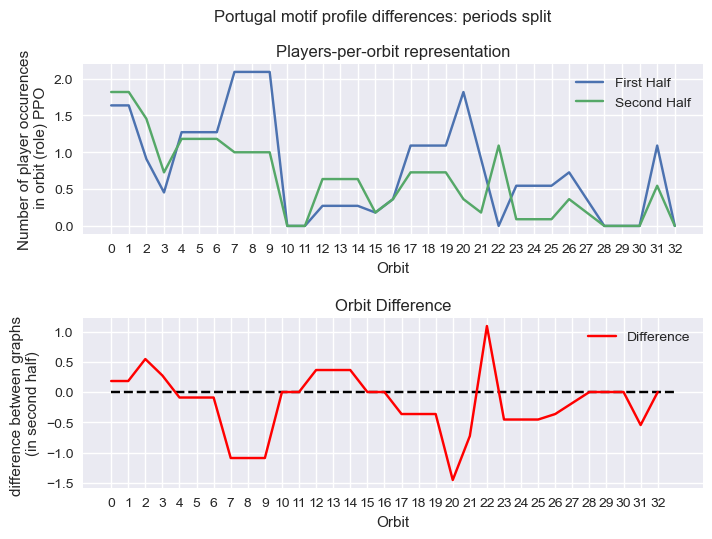 Portugal motif profile differences: periods split
Players-per-orbit representation
Number of player occurences
in orbit (role) PPO
2.0
1.5
1.0
0.5
0.0
First Half
Second Half
0 1 2 3 4 5 6 7 8 9 10 11 12 13 14 15 16 17 18 19 20 21 22 23 24 25 26 27 28 29 30 31 32
Orbit
Orbit Difference
difference between graphs
(in second half)
1.0
0.5
0.0
−0.5
−1.0
−1.5
Difference
0 1 2 3 4 5 6 7 8 9 10 11 12 13 14 15 16 17 18 19 20 21 22 23 24 25 26 27 28 29 30 31 32
Orbit